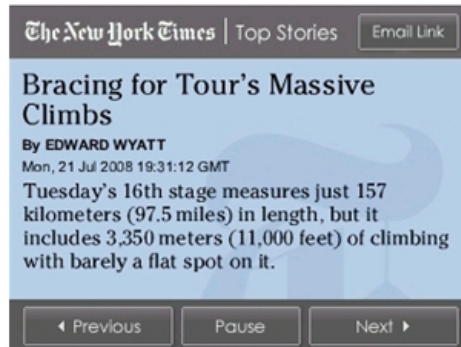 The New York Times | Top Stories Email Link
Bracing for Tour's Massive
Climbs
By EDWARD WYATT
Mon, 21 Jul 2008 19:31:12 GMT
Tuesday's 16th stage measures just 157
kilometers (97.5 miles) in length, but it
includes 3,350 meters (11,000 feet) of climbing
with barely a flat spot on it.
Previous Pause Next